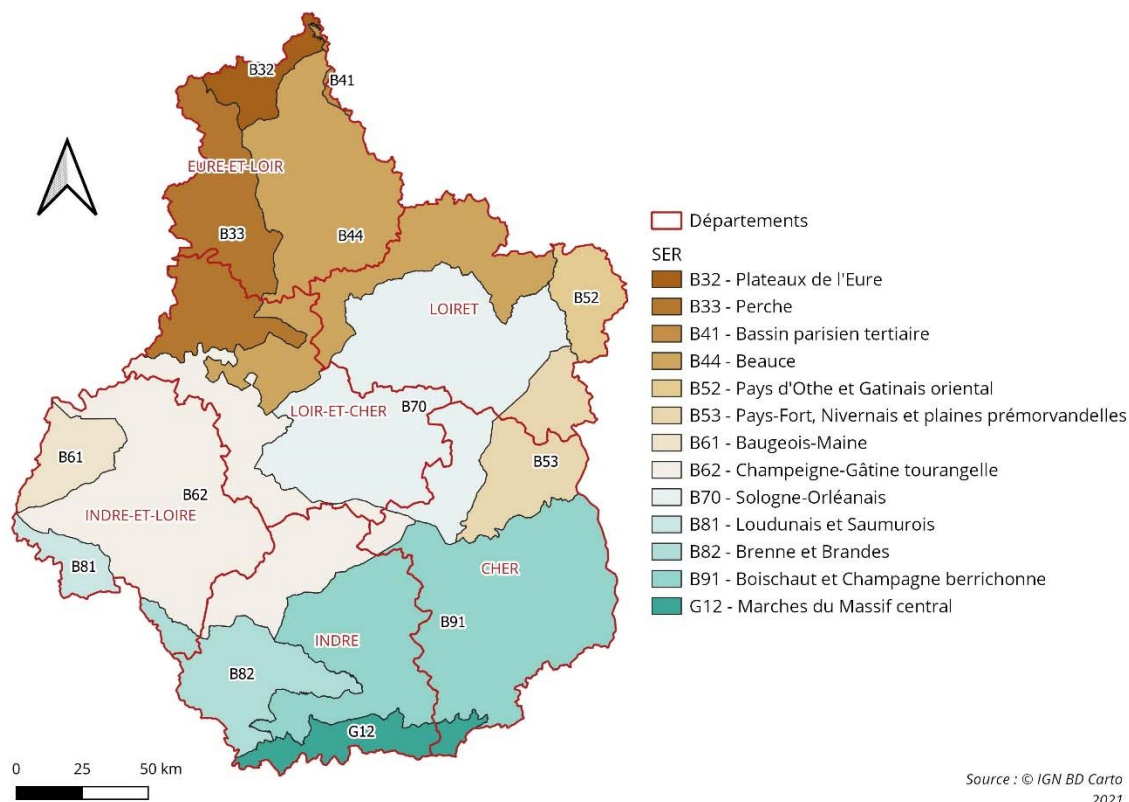 B32
B41
EURE-ET-LOIR
B33
B44
B52
LOIRET
LOIR-ET-CHER
B70
B61
B53
B62
INDRE-ET-LOIRE
B81
CHER
B91
INDRE
B82
G12
0 25 50 km
Départements
SER
B32 - Plateaux de l'Eure
B33 - Perche
B41 - Bassin parisien tertiaire
B44 - Beauce
B52 - Pays d'Othe et Gatinais oriental
B53 - Pays-Fort, Nivernais et plaines prémorvandelles
B61 - Baugeois-Maine
B62 - Champeigne-Gâtine tourangelle
B70 - Sologne-Orléanais
B81 - Loudunais et Saumurois
B82 - Brenne et Brandes
B91 - Boischaut et Champagne berrichonne
G12 - Marches du Massif central
Source : © IGN BD Carto
2021